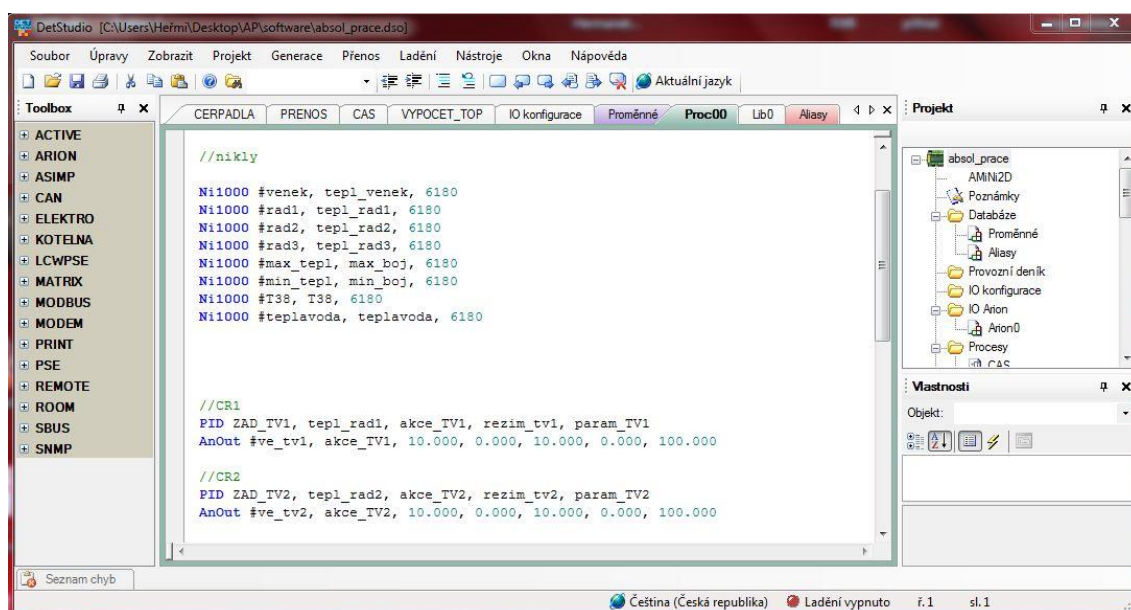 DetStudio [C:\Users\Heřmi\Desktop\AP\software\absol_prace.dso]
Soubor Úpravy Zobrazit Projekt Generace Přenos Ladění Nástroje Okna Nápověda
Aktuální jazyk
Toolbox
ACTIVE
ARION
ASIMP
CAN
ELEKTRO
KOTELNA
LCWPSE
MATRIX
MODBUS
MODEM
PRINT
PSE
REMOTE
ROOM
SBUS
SNMP
CERPADLA PRENOS CAS VYPOCET_TOP IO konfigurace Proměnné Proc00 Lib0 Aliasy
//nikly
Ni1000 #venek, tepl_venek, 6180
Ni1000 #rad1, tepl_rad1, 6180
Ni1000 #rad2, tepl_rad2, 6180
Ni1000 #rad3, tepl_rad3, 6180
Ni1000 #max_tepl, max_boj, 6180
Ni1000 #min_tepl, min_boj, 6180
Ni1000 #T38, T38, 6180
Ni1000 #teplavoda, teplavoda, 6180
//CR1
PID ZAD_TV1, tepl_rad1, akce_TV1, rezim_tv1, param_TV1
AnOut #ve_tv1, akce_TV1, 10.000, 0.000, 10.000, 0.000, 100.000
//CR2
PID ZAD_TV2, tepl_rad2, akce_TV2, rezim_tv2, param_TV2
AnOut #ve_tv2, akce_TV2, 10.000, 0.000, 10.000, 0.000, 100.000
Projekt
absol_prace
AMiNi2D
Poznámky
Databáze
Proměnné
Aliasy
Provozní deník
IO konfigurace
IO Arion
Arion0
Procesy
CAS
Vlastnosti
Objekt:
Seznam chyb
Čeština (Česká republika) Ladění vypnuto ř.1 sl.1